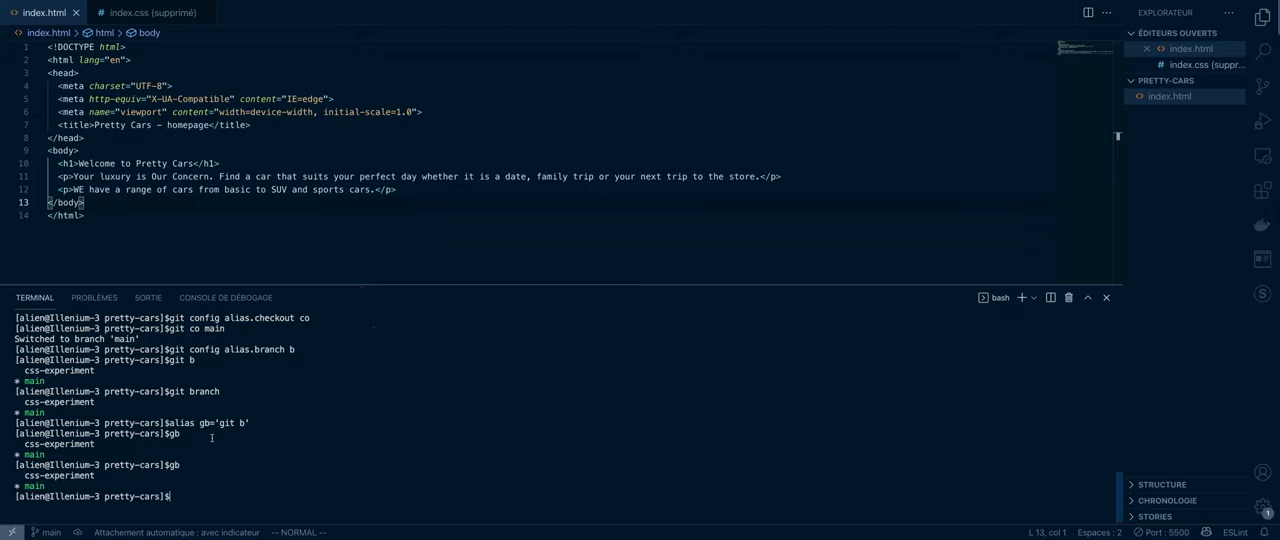 index.html
index.css (supprimé)
EXPLORATEUR
index.html > html > body
ÉDITEURS OUVERTS
index.html
index.css (suppr...
PRETTY-CARS
index.html
1 <!DOCTYPE html>
2 <html lang="en">
3 <head>
4 <meta charset="UTF-8">
5 <meta http-equiv="X-UA-Compatible" content="IE=edge">
6 <meta name="viewport" content="width=device-width, initial-scale=1.0">
7 <title>Pretty Cars - homepage</title>
8 </head>
9 <body>
10 <h1>Welcome to Pretty Cars</h1>
11 <p>Your luxury is Our Concern. Find a car that suits your perfect day whether it is a date, family trip or your next trip to the store.</p>
12 <p>WE have a range of cars from basic to SUV and sports cars.</p>
13 </body>
14 </html>
TERMINAL PROBLÈMES SORTIE CONSOLE DE DÉBOGAGE bash
[alien@Illenium-3 pretty-cars]$git config alias.checkout co
[alien@Illenium-3 pretty-cars]$git co main
Switched to branch 'main'
[alien@Illenium-3 pretty-cars]$git config alias.branch b
[alien@Illenium-3 pretty-cars]$git b
css-experiment
* main
[alien@Illenium-3 pretty-cars]$git branch
css-experiment
* main
[alien@Illenium-3 pretty-cars]$alias gb='git b'
[alien@Illenium-3 pretty-cars]$gb
css-experiment
* main
[alien@Illenium-3 pretty-cars]$gb
css-experiment
* main
[alien@Illenium-3 pretty-cars]$
STRUCTURE
CHRONOLOGIE
STORIES
1
main Attachement automatique : avec indicateur -- NORMAL -- L 13, col 1 Espaces : 2 Port : 5500 ESLint